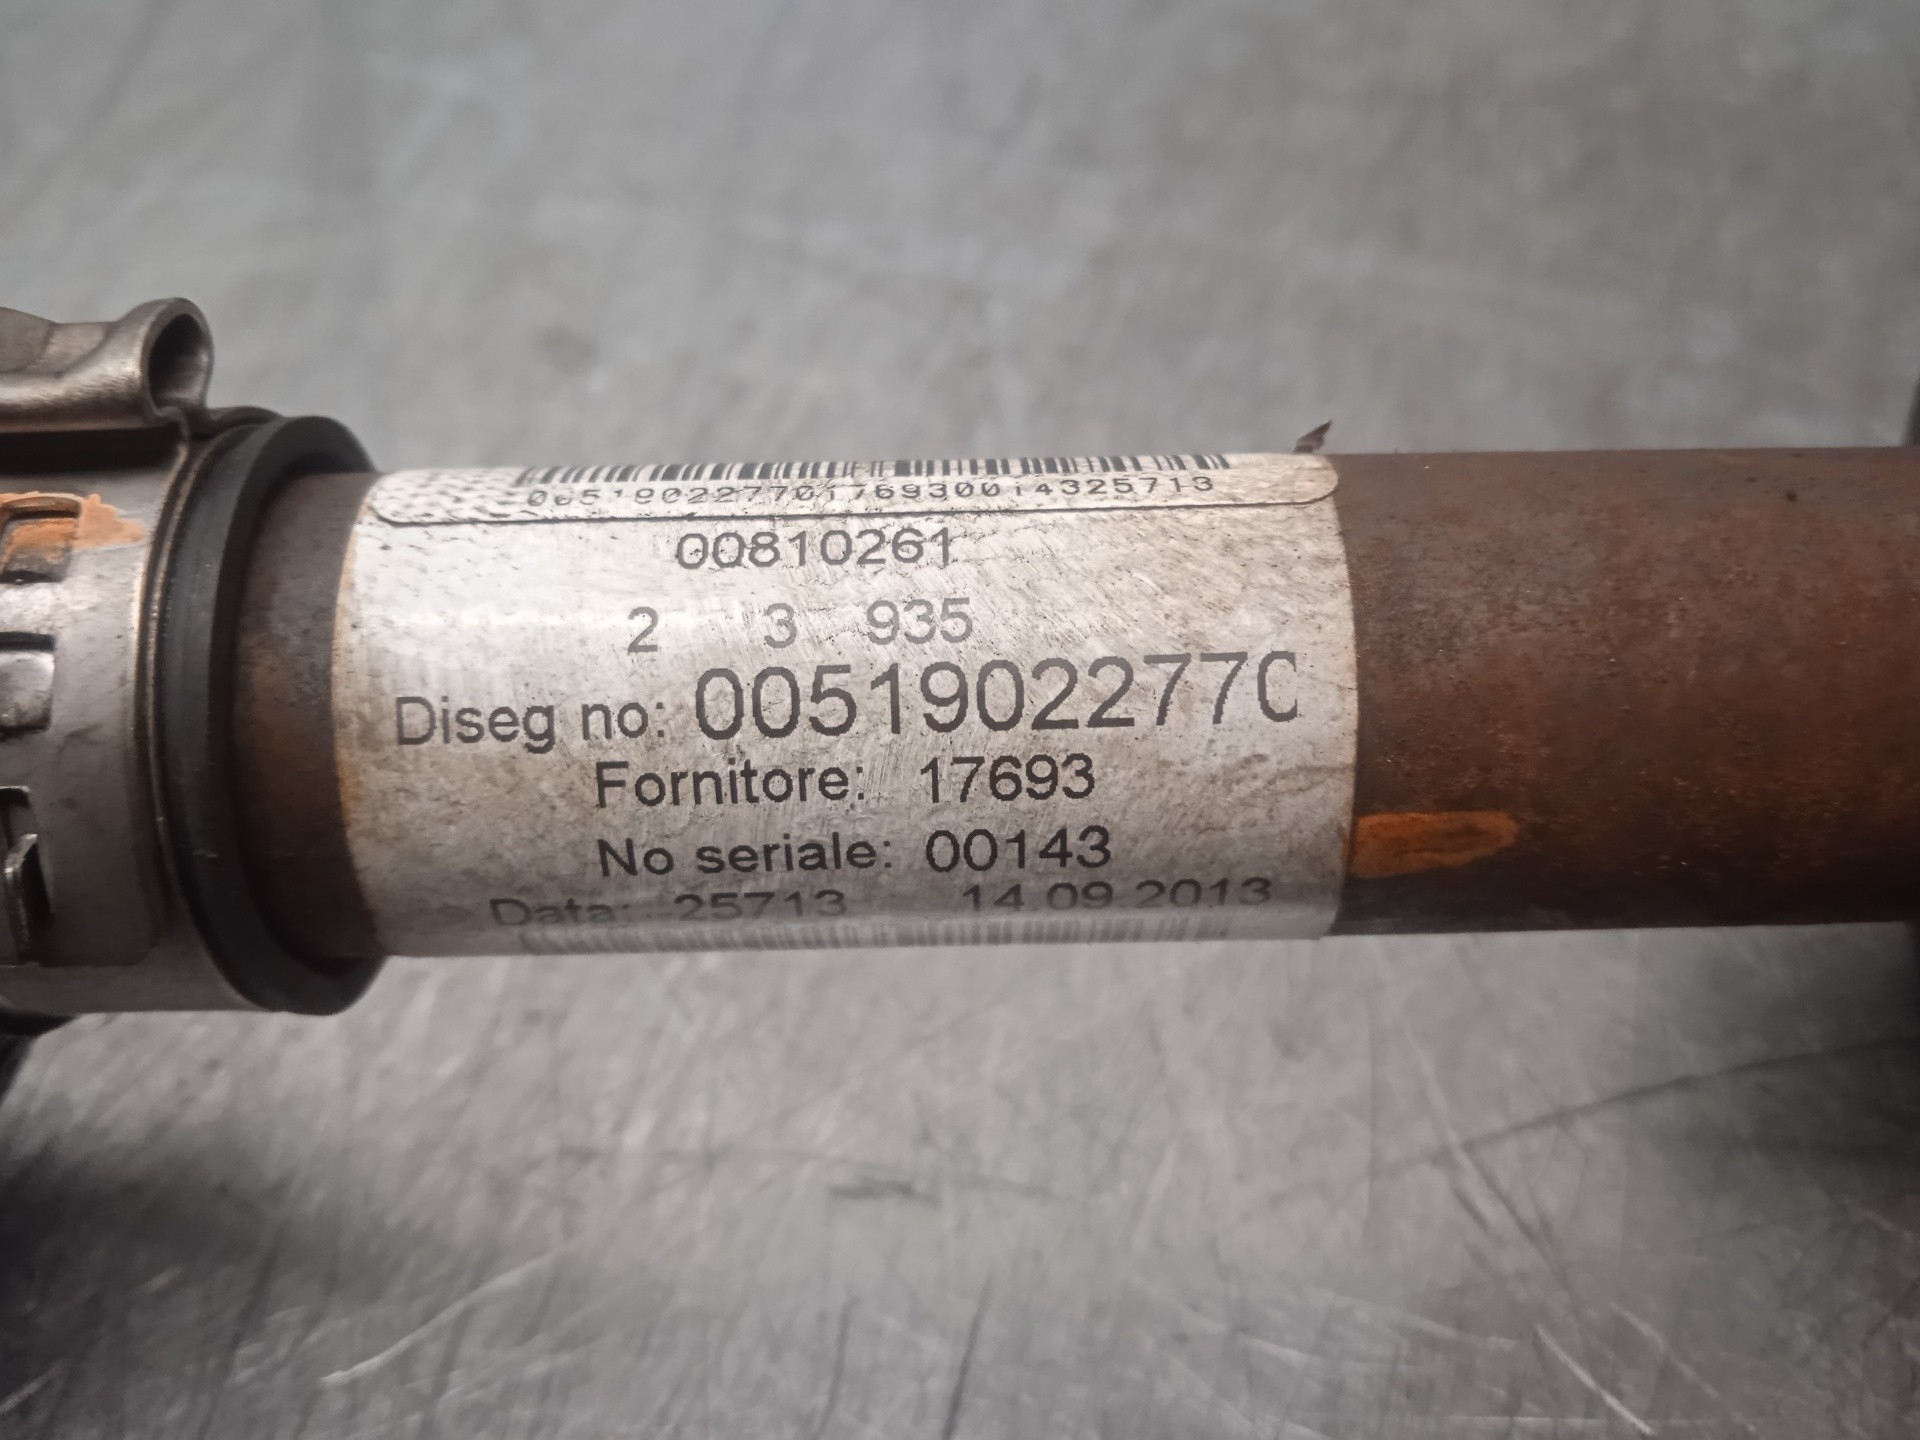 00519022770176930014325713
00810261
2 3 935
Diseg no: 00519022770
Fornitore: 17693
No seriale: 00143
Data: 25713 14.09.2013